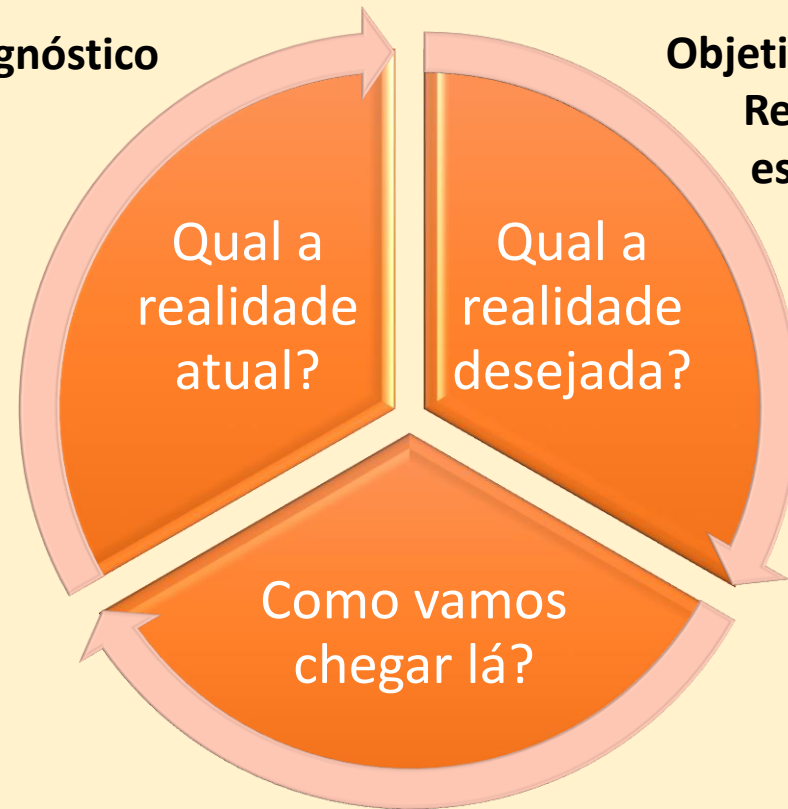 gnóstico
Objeti
Re
es
Qual a
realidade
atual?
Qual a
realidade
desejada?
Como vamos
chegar lá?